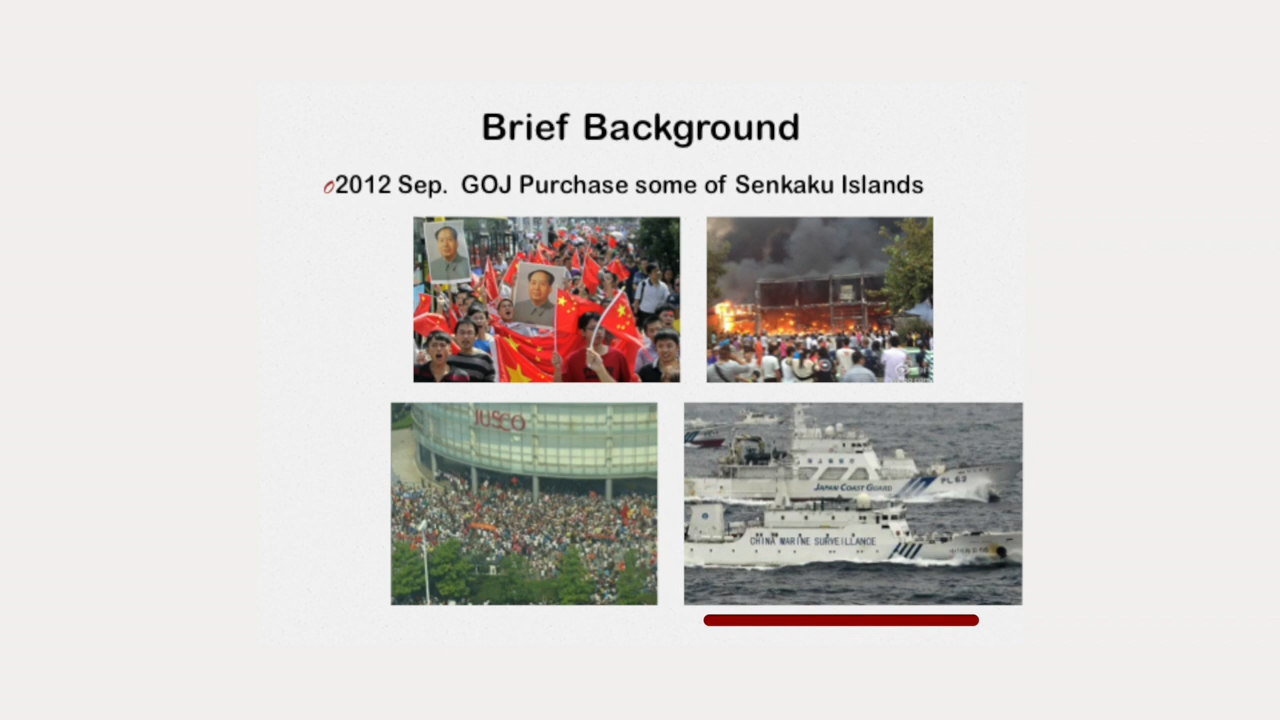 Brief Background
2012 Sep. GOJ Purchase some of Senkaku Islands
JUSCO
JAPAN COAST GUARD
PL 63
CHINA MARINE SURVEILLANCE